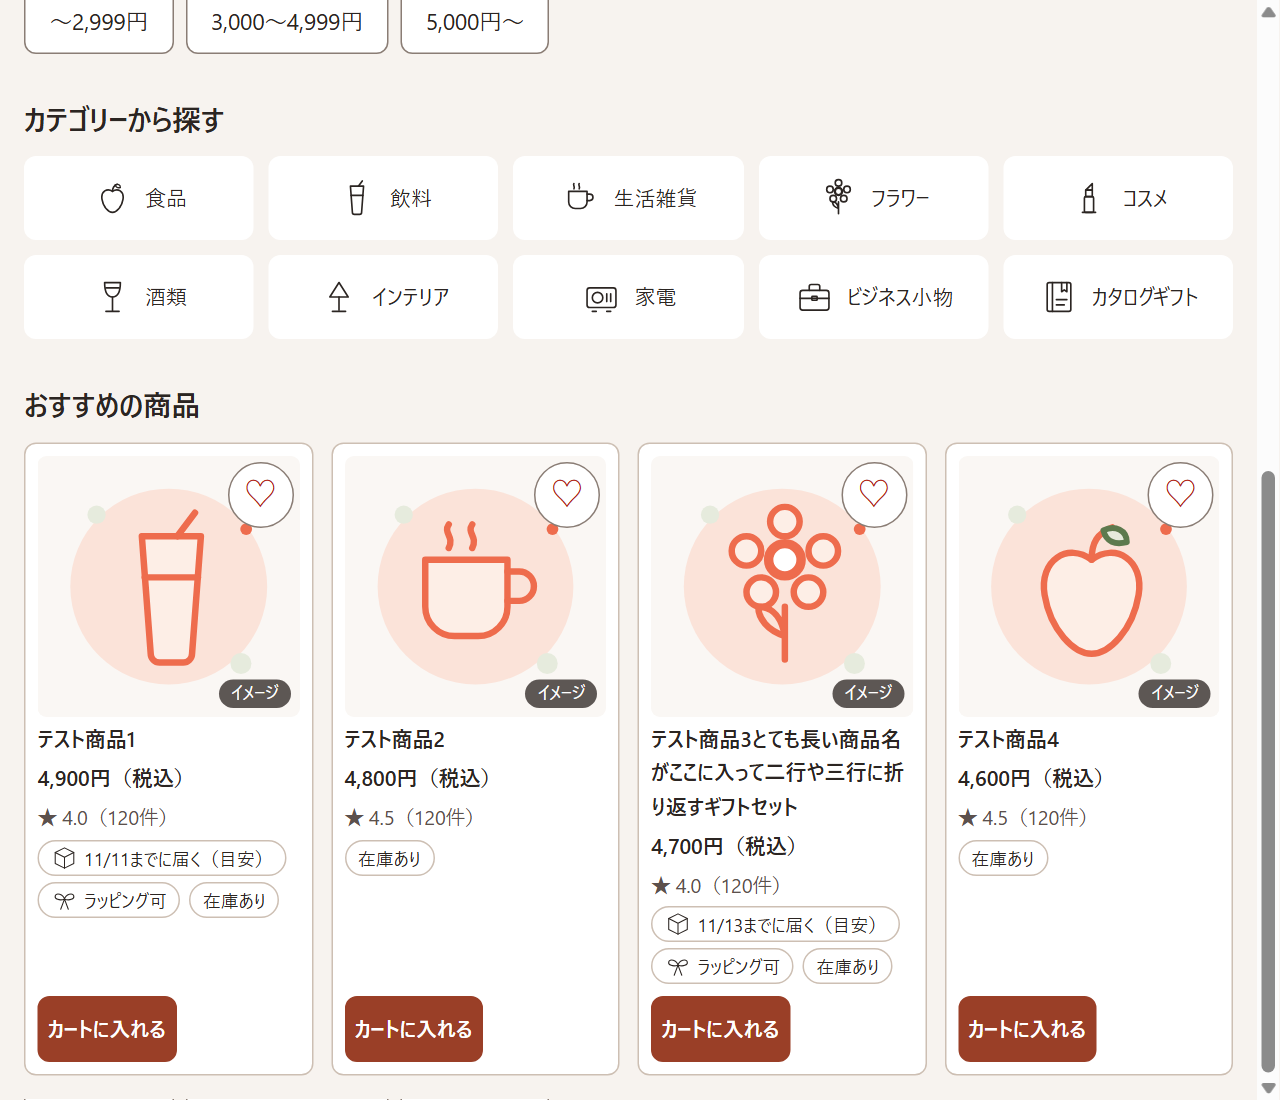 ～2,999円
3,000～4,999円
5,000円～
カテゴリーから探す
食品
飲料
生活雑貨
フラワー
コスメ
酒類
インテリア
家電
ビジネス小物
カタログギフト
おすすめの商品
イメージ
テスト商品1
4,900円（税込）
★ 4.0（120件）
11/11までに届く（目安）
ラッピング可
在庫あり
カートに入れる
イメージ
テスト商品2
4,800円（税込）
★ 4.5（120件）
在庫あり
カートに入れる
イメージ
テスト商品3とても長い商品名
がここに入って二行や三行に折
り返すギフトセット
4,700円（税込）
★ 4.0（120件）
11/13までに届く（目安）
ラッピング可
在庫あり
カートに入れる
イメージ
テスト商品4
4,600円（税込）
★ 4.5（120件）
在庫あり
カートに入れる